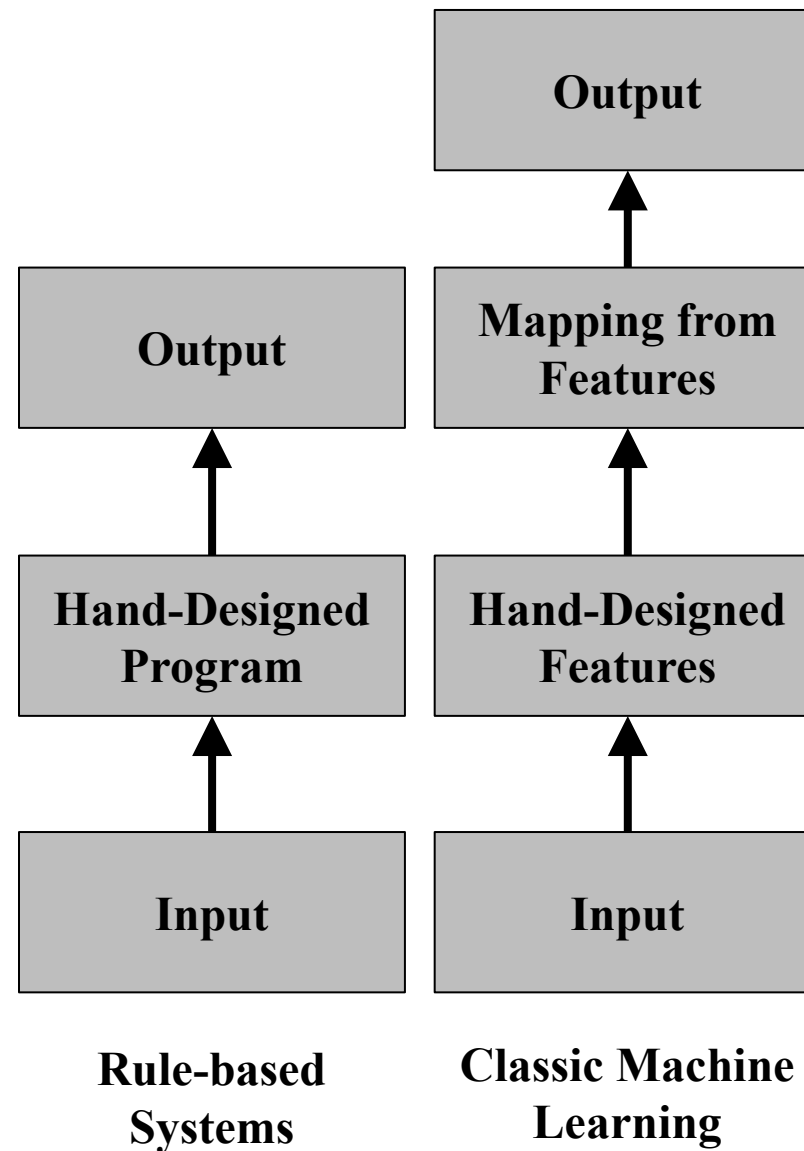 Output
Output
Mapping from
Features
Hand-Designed
Program
Hand-Designed
Features
Input
Input
Rule-based
Systems
Classic Machine
Learning